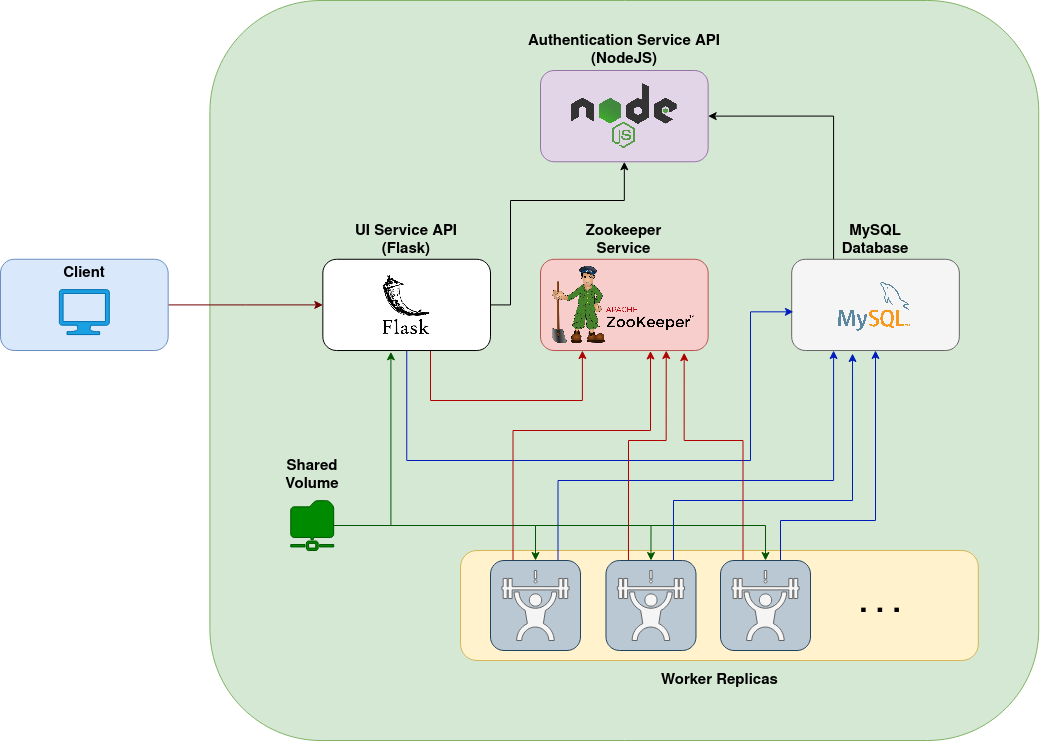 Authentication Service API
(NodeJS)
node
JS
UI Service API
(Flask)
Zookeeper
Service
MySQL
Database
Client
Flask
APACHE
ZooKeeper
MySQL
Shared
Volume
!
!
!
. . .
Worker Replicas